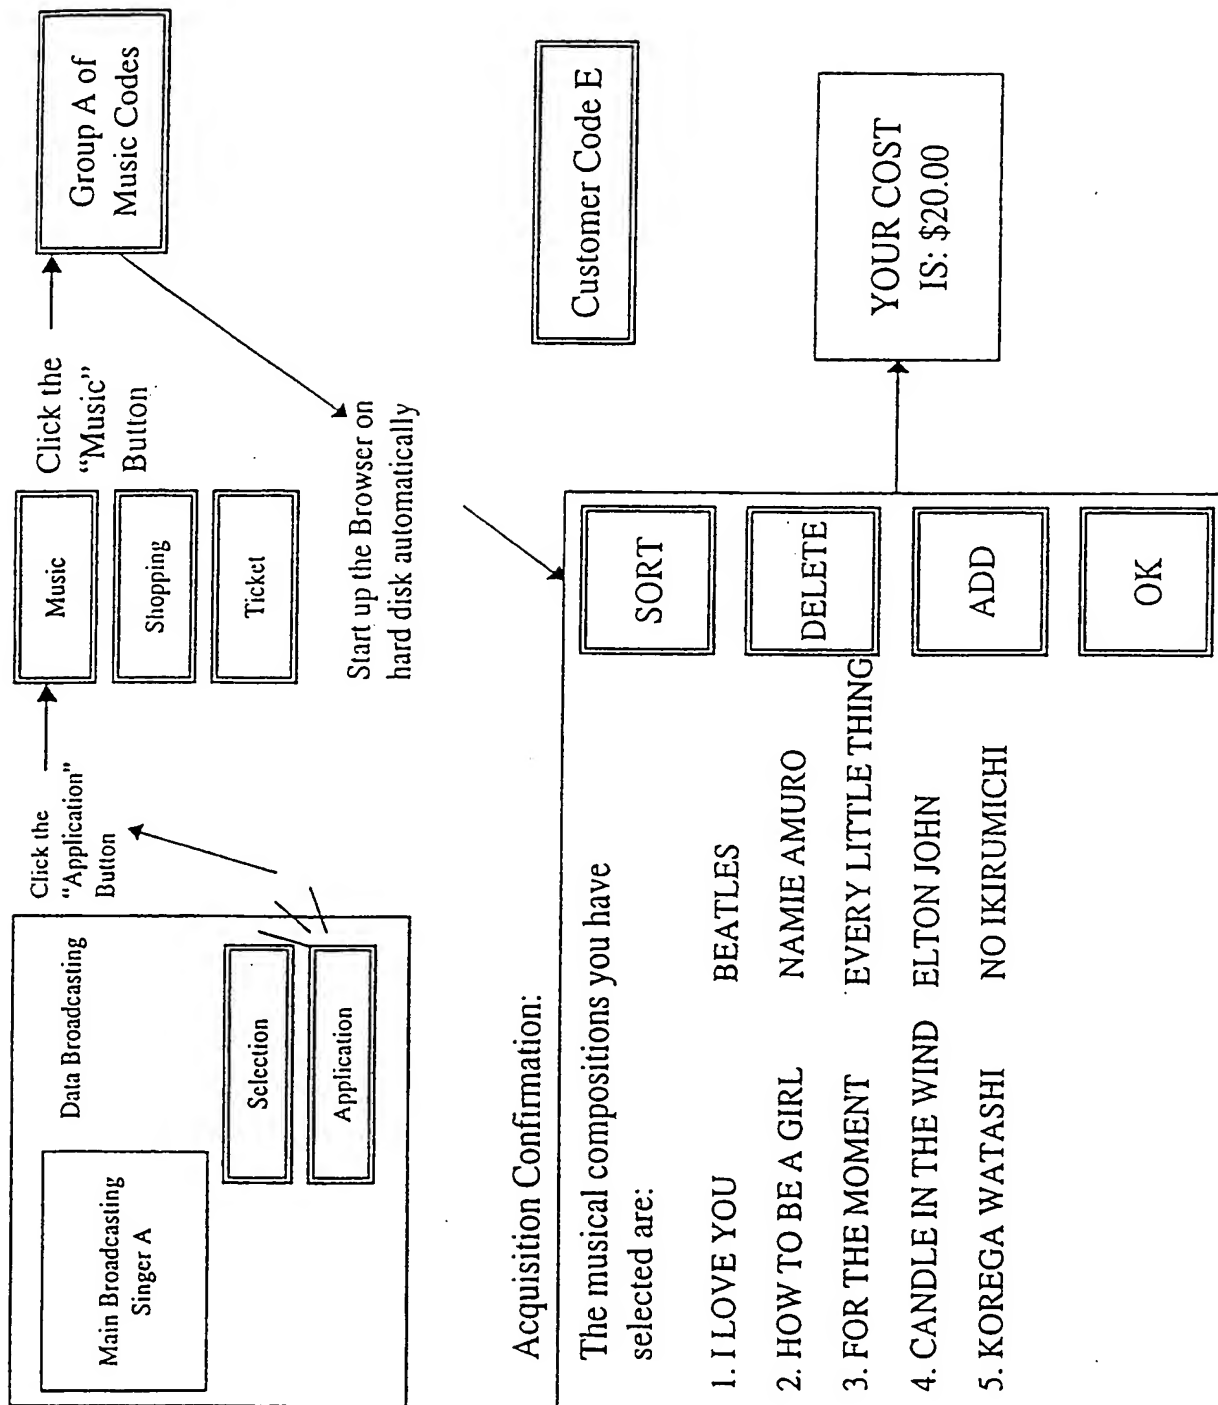 Main Broadcasting
Singer A
Data Broadcasting
Selection
Application
Click the
“Application”
Button
Music
Shopping
Ticket
Click the
“Music”
Button
Group A of
Music Codes
Start up the Browser on
hard disk automatically
Customer Code E
Acquisition Confirmation:
The musical compositions you have
selected are:
1. I LOVE YOU BEATLES
2. HOW TO BE A GIRL NAMIE AMURO
3. FOR THE MOMENT EVERY LITTLE THING
4. CANDLE IN THE WIND ELTON JOHN
5. KOREGA WATASHI NO IKIRUMICHI
SORT
DELETE
ADD
OK
YOUR COST
IS: $20.00